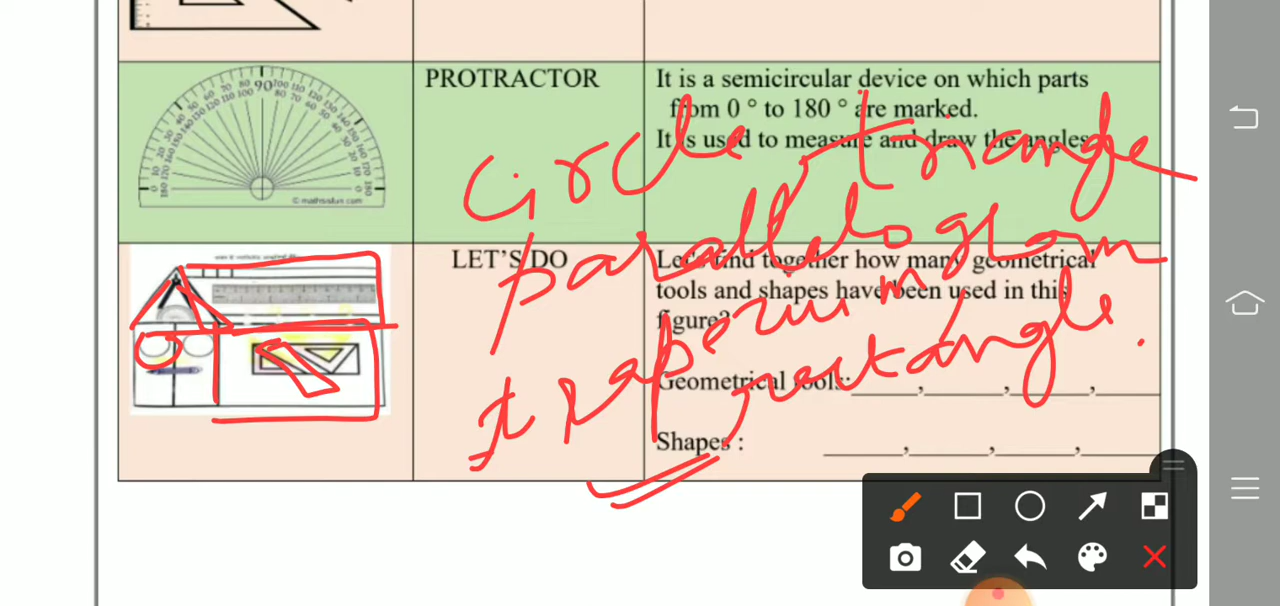 PROTRACTOR
It is a semicircular device on which parts
from 0 ° to 180 ° are marked.
It is used to measure and draw the angles.
© mathsisfun.com
LET'S DO
Let's find together how many geometrical
tools and shapes have been used in this
figure?
Geometrical tools:______,______,______,______
Shapes : ______,______,______,______
circle, triangle
parallelogram
trapezium
rectangle.